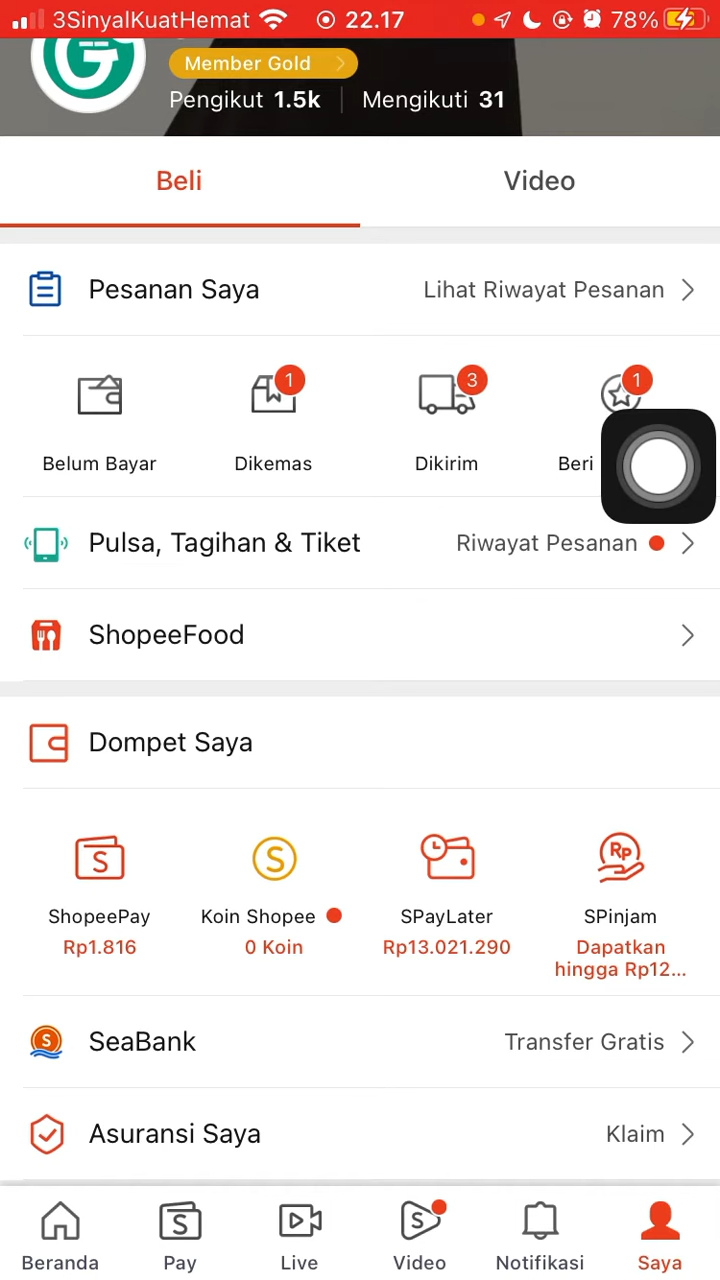 3SinyalKuatHemat 22.17 78%
Member Gold
Pengikut 1.5k Mengikuti 31
Beli Video
Pesanan Saya Lihat Riwayat Pesanan
1 3 1
Belum Bayar Dikemas Dikirim Beri
Pulsa, Tagihan & Tiket Riwayat Pesanan
ShopeeFood
Dompet Saya
ShopeePay Koin Shopee SPayLater SPinjam
Rp1.816 0 Koin Rp13.021.290 Dapatkan
hingga Rp12...
SeaBank Transfer Gratis
Asuransi Saya Klaim
Beranda Pay Live Video Notifikasi Saya